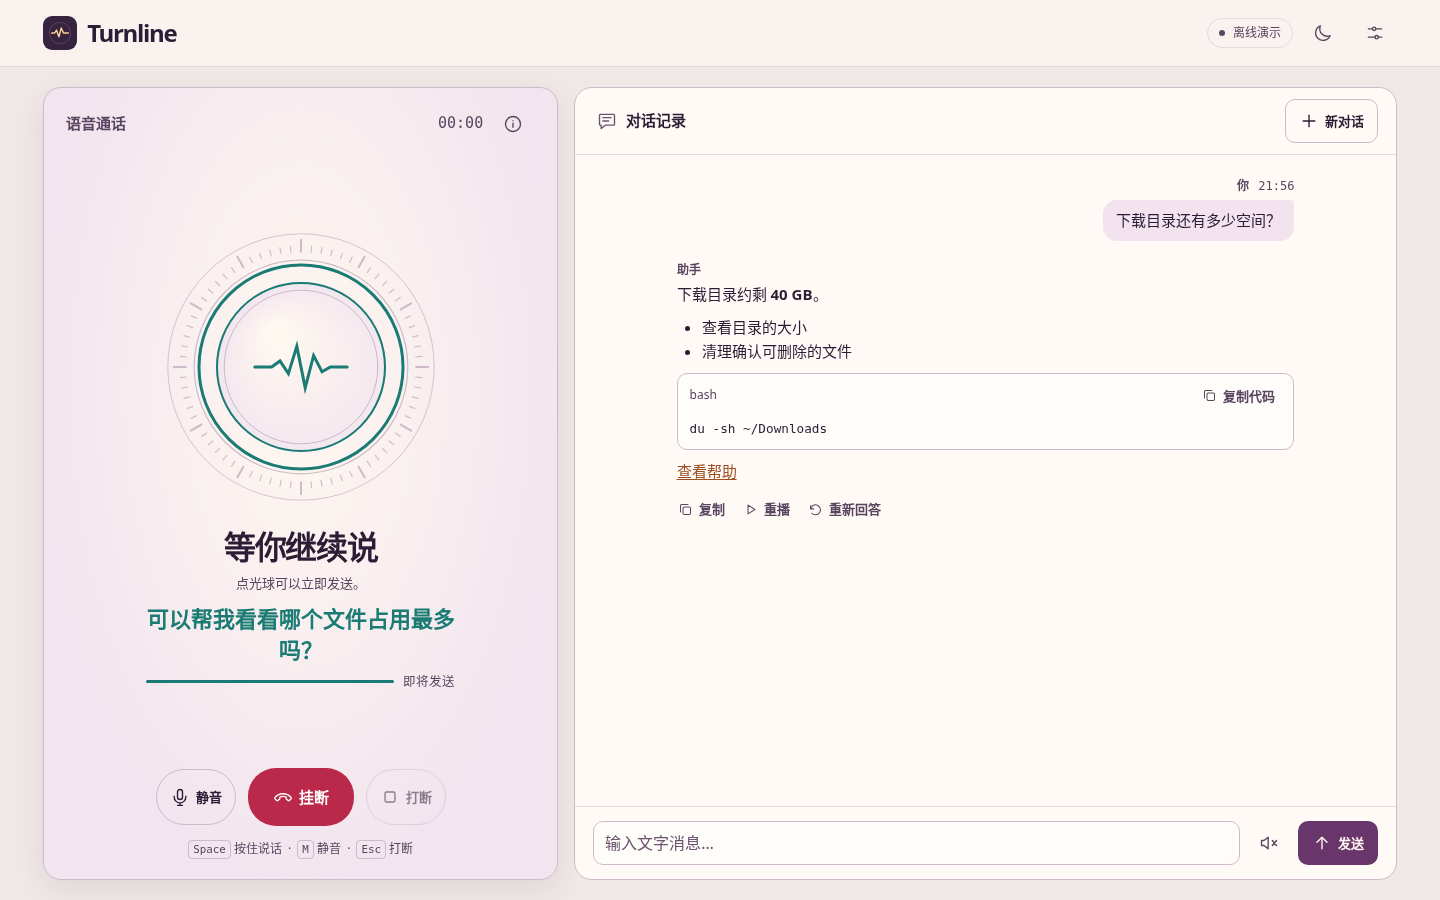 Turnline
离线演示
语音通话
00:00
等你继续说
点光球可以立即发送。
可以帮我看看哪个文件占用最多
吗？
即将发送
静音
挂断
打断
Space 按住说话 · M 静音 · Esc 打断
对话记录
新对话
你 21:56
下载目录还有多少空间？
助手
下载目录约剩 40 GB。
查看目录的大小
清理确认可删除的文件
bash
复制代码
du -sh ~/Downloads
查看帮助
复制
重播
重新回答
输入文字消息...
发送